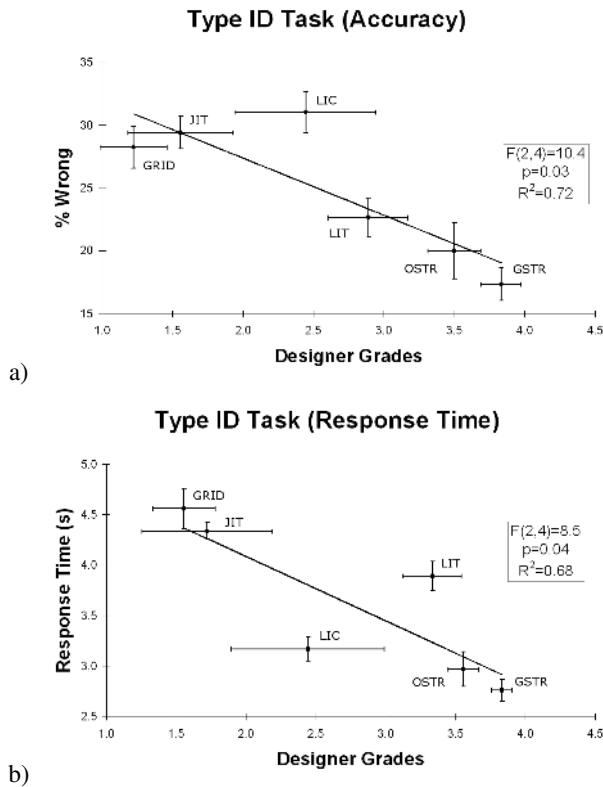 Type ID Task (Accuracy)
35
30
25
20
15
% Wrong
GRID
JIT
LIC
LIT
OSTR
GSTR
F(2,4)=10.4
p=0.03
R²=0.72
1.0 1.5 2.0 2.5 3.0 3.5 4.0 4.5
Designer Grades
a)
Type ID Task (Response Time)
5.0
4.5
4.0
3.5
3.0
2.5
Response Time (s)
GRID
JIT
LIC
LIT
OSTR
GSTR
F(2,4)=8.5
p=0.04
R²=0.68
1.0 1.5 2.0 2.5 3.0 3.5 4.0 4.5
Designer Grades
b)